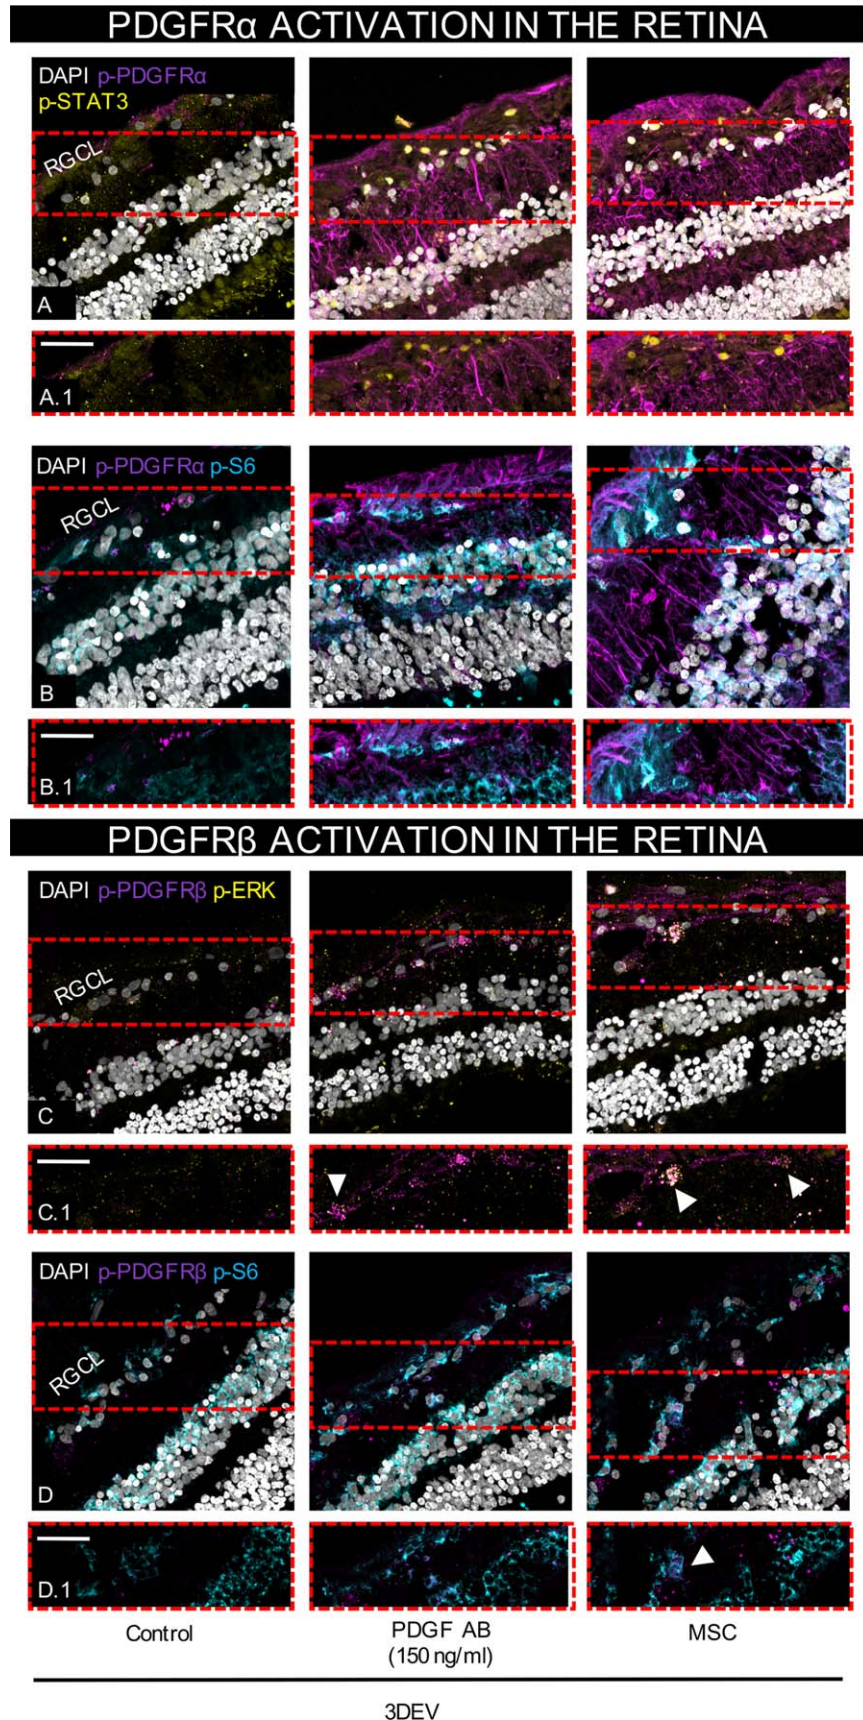 PDGFRα ACTIVATION IN THE RETINA
DAPI p-PDGFRα
p-STAT3
RGCL
A
A.1
DAPI p-PDGFRα p-S6
RGCL
B
B.1
PDGFRβ ACTIVATION IN THE RETINA
DAPI p-PDGFRβ p-ERK
RGCL
C
C.1
DAPI p-PDGFRβ p-S6
RGCL
D
D.1
Control
PDGF AB
(150 ng/ml)
MSC
3DEV